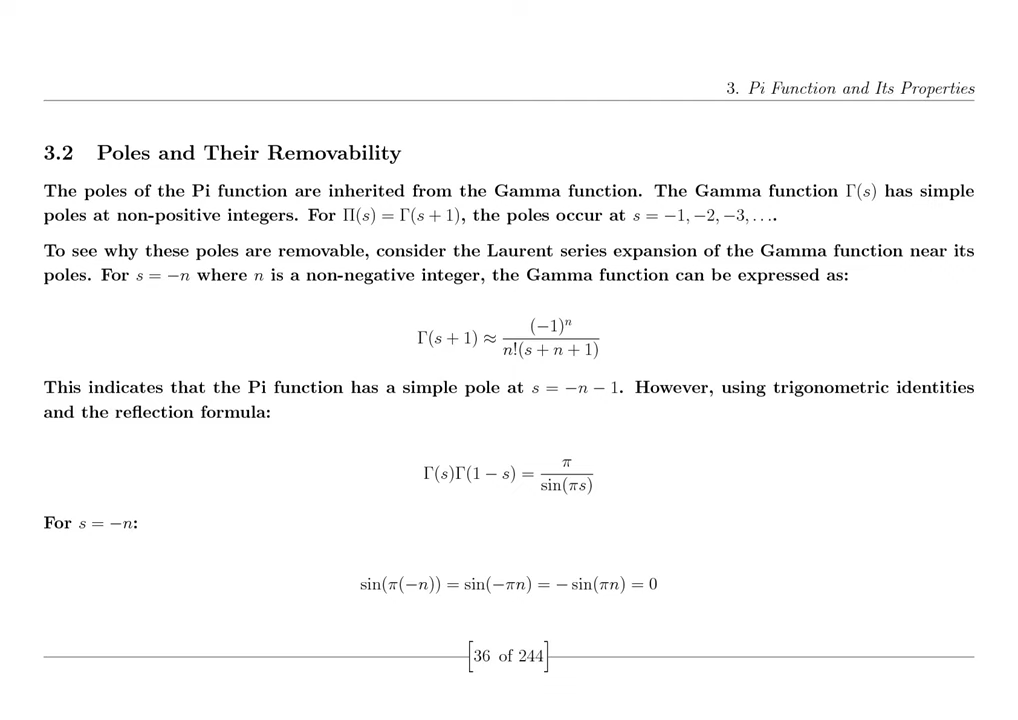 3. Pi Function and Its Properties
3.2 Poles and Their Removability
The poles of the Pi function are inherited from the Gamma function. The Gamma function Γ(s) has simple
poles at non-positive integers. For Π(s) = Γ(s + 1), the poles occur at s = −1, −2, −3, . . ..
To see why these poles are removable, consider the Laurent series expansion of the Gamma function near its
poles. For s = −n where n is a non-negative integer, the Gamma function can be expressed as:
Γ(s + 1) ≈ (−1)^n / n!(s + n + 1)
This indicates that the Pi function has a simple pole at s = −n − 1. However, using trigonometric identities
and the reflection formula:
Γ(s)Γ(1 − s) = π / sin(πs)
For s = −n:
sin(π(−n)) = sin(−πn) = − sin(πn) = 0
[36 of 244]